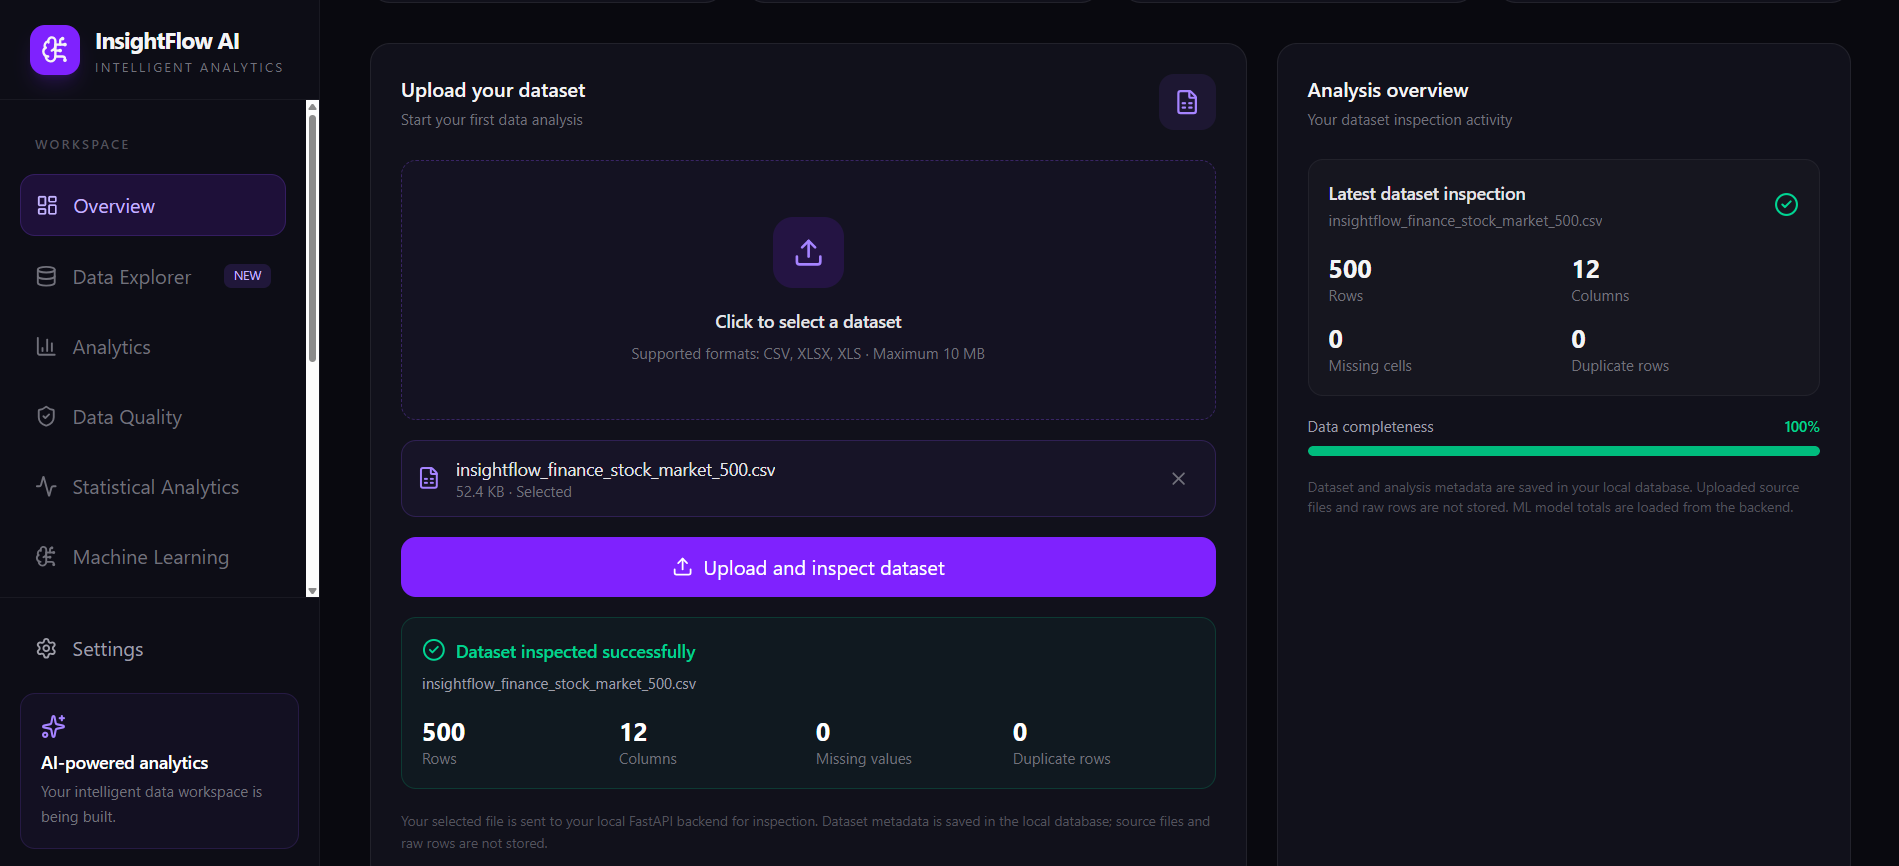 InsightFlow AI
INTELLIGENT ANALYTICS
WORKSPACE
Overview
Data Explorer NEW
Analytics
Data Quality
Statistical Analytics
Machine Learning
Settings
AI-powered analytics
Your intelligent data workspace is
being built.
Upload your dataset
Start your first data analysis
Click to select a dataset
Supported formats: CSV, XLSX, XLS · Maximum 10 MB
insightflow_finance_stock_market_500.csv
52.4 KB · Selected
Upload and inspect dataset
Dataset inspected successfully
insightflow_finance_stock_market_500.csv
500 12 0 0
Rows Columns Missing values Duplicate rows
Your selected file is sent to your local FastAPI backend for inspection. Dataset metadata is saved in the local database; source files and
raw rows are not stored.
Analysis overview
Your dataset inspection activity
Latest dataset inspection
insightflow_finance_stock_market_500.csv
500 12
Rows Columns
0 0
Missing cells Duplicate rows
Data completeness 100%
Dataset and analysis metadata are saved in your local database. Uploaded source
files and raw rows are not stored. ML model totals are loaded from the backend.